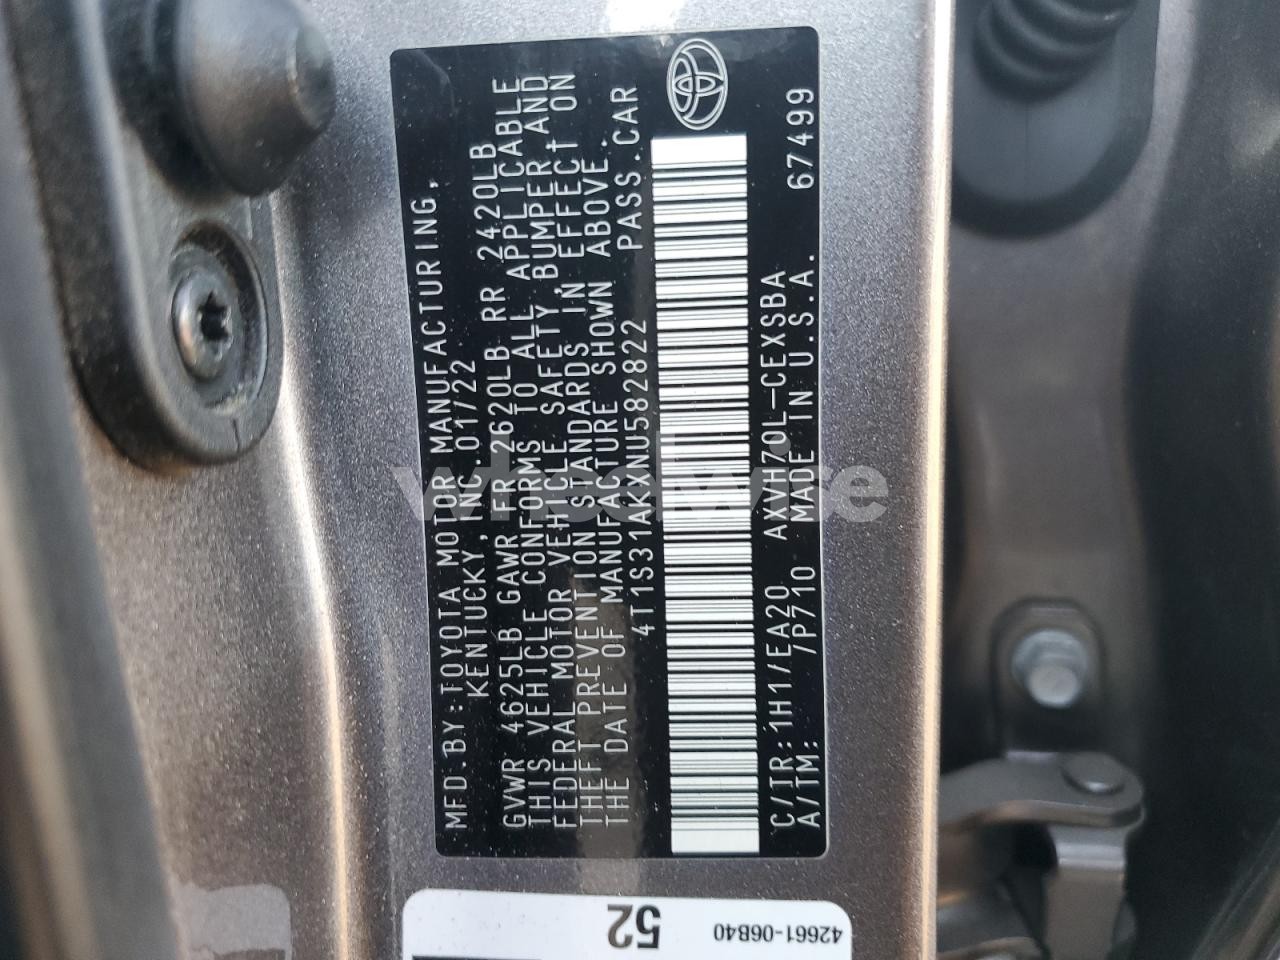 MFD.BY:TOYOTA MOTOR MANUFACTURING,
KENTUCKY,INC.01/22
GVWR 4625LB GAWR FR 2620LB RR 2420LB
THIS VEHICLE CONFORMS TO ALL APPLICABLE
FEDERAL MOTOR VEHICLE SAFETY,BUMPER,AND
THEFT PREVENTION STANDARDS IN EFFECT ON
THE DATE OF MANUFACTURE SHOWN ABOVE.
4T1S31AKXNU582822 PASS.CAR
C/TR:1H1/EA20 AXVH70L-CEXSBA 67499
A/TM: /P710 MADE IN U.S.A.
52
42661-06B40
wheelwise